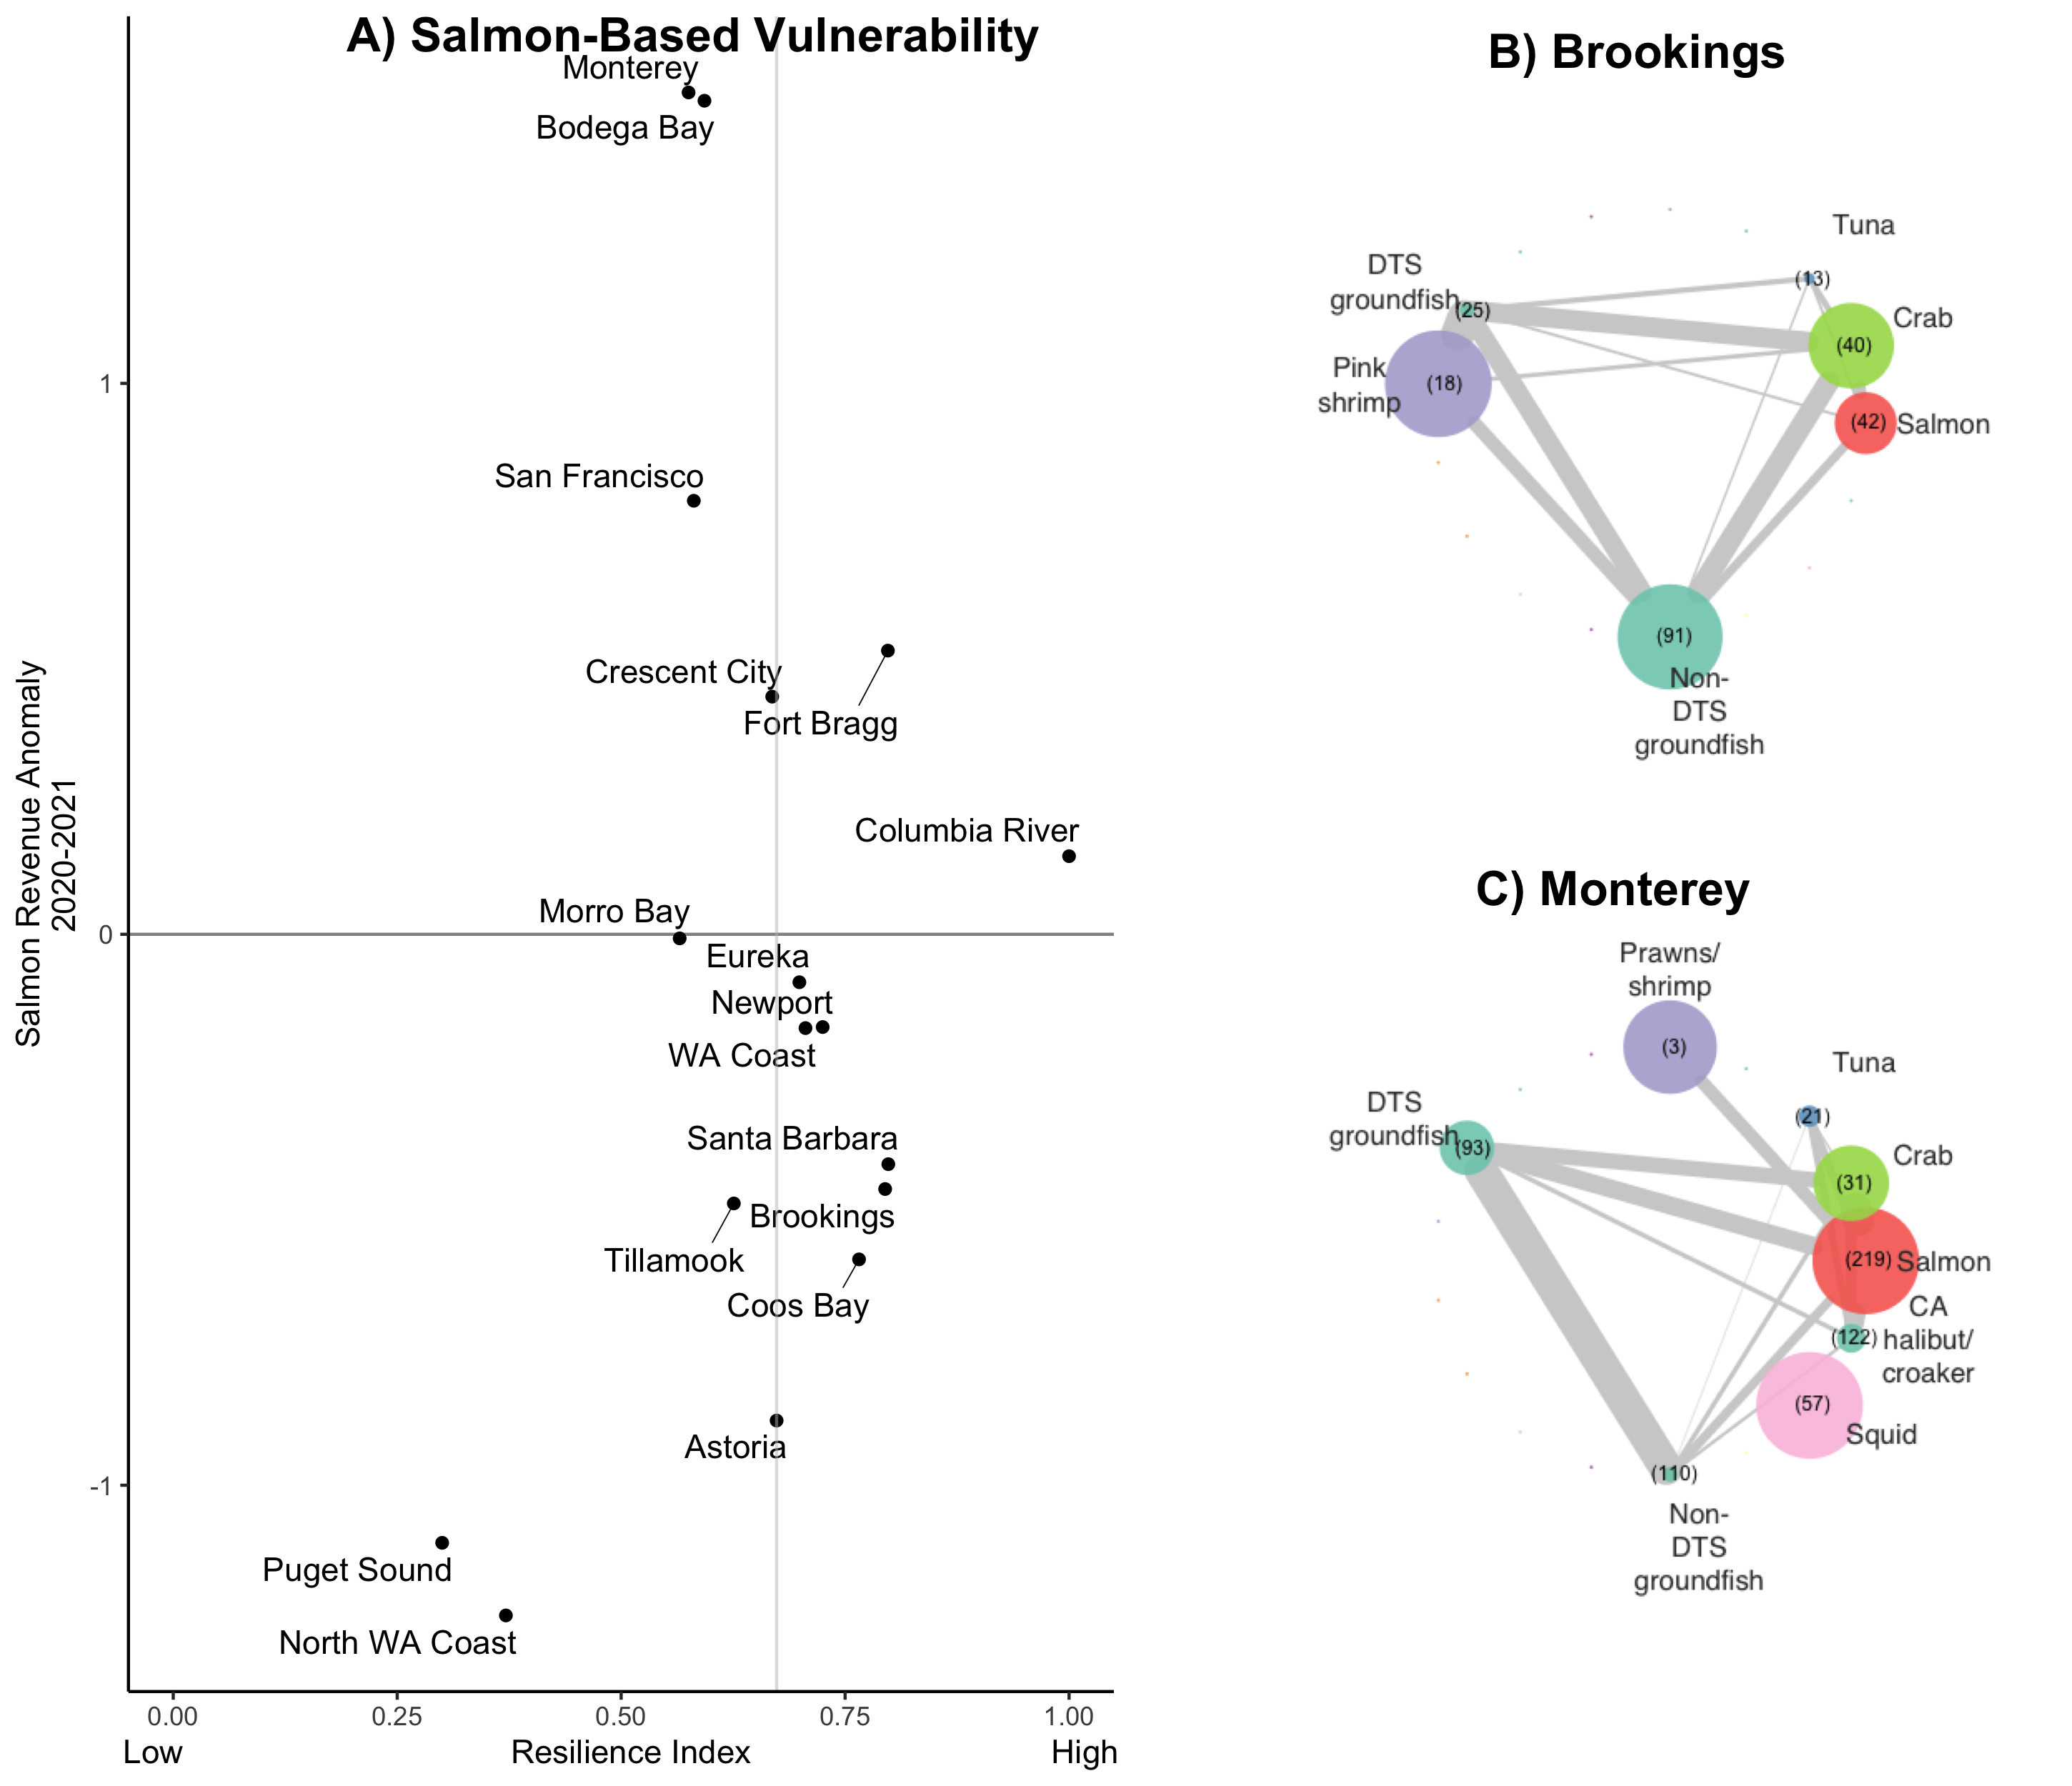 A) Salmon-Based Vulnerability
Monterey
Bodega Bay
San Francisco
Crescent City
Fort Bragg
Columbia River
Morro Bay
Eureka
Newport
WA Coast
Santa Barbara
Brookings
Tillamook
Coos Bay
Astoria
Puget Sound
North WA Coast
1
0
-1
Salmon Revenue Anomaly
2020-2021
0.00
0.25
0.50
0.75
1.00
Low
Resilience Index
High
B) Brookings
Tuna
(13)
DTS
groundfish
(25)
Crab
(40)
Pink
shrimp
(18)
(42)
Salmon
(91)
Non-
DTS
groundfish
C) Monterey
Prawns/
shrimp
(3)
Tuna
(21)
DTS
groundfish
(93)
Crab
(31)
(219)
Salmon
CA
halibut/
croaker
(122)
(57)
Squid
(110)
Non-
DTS
groundfish